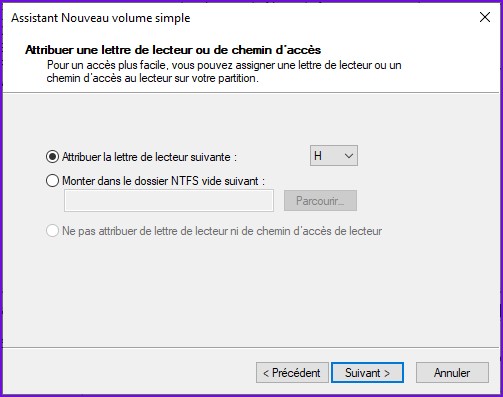 Assistant Nouveau volume simple
Attribuer une lettre de lecteur ou de chemin d'accès
Pour un accès plus facile, vous pouvez assigner une lettre de lecteur ou un
chemin d'accès au lecteur sur votre partition.
Attribuer la lettre de lecteur suivante :
H
Monter dans le dossier NTFS vide suivant :
Parcourir...
Ne pas attribuer de lettre de lecteur ni de chemin d'accès de lecteur
< Précédent
Suivant >
Annuler